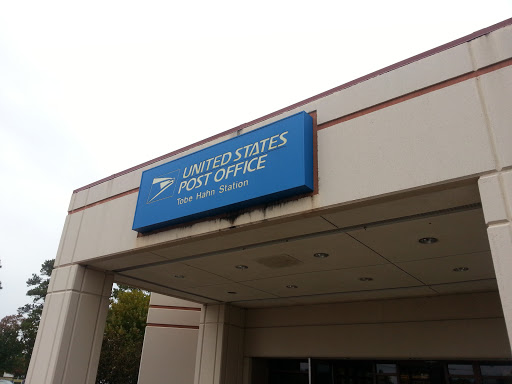 UNITED STATES
POST OFFICE
Tobe Hahn Station